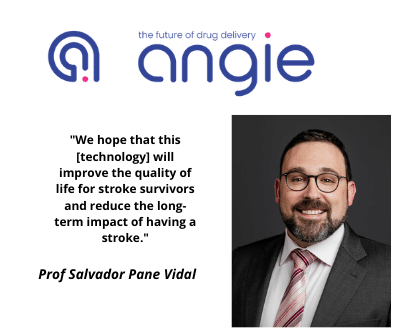 the future of drug delivery
angie
"We hope that this
[technology] will
improve the quality of
life for stroke survivors
and reduce the long-
term impact of having a
stroke."
Prof Salvador Pane Vidal